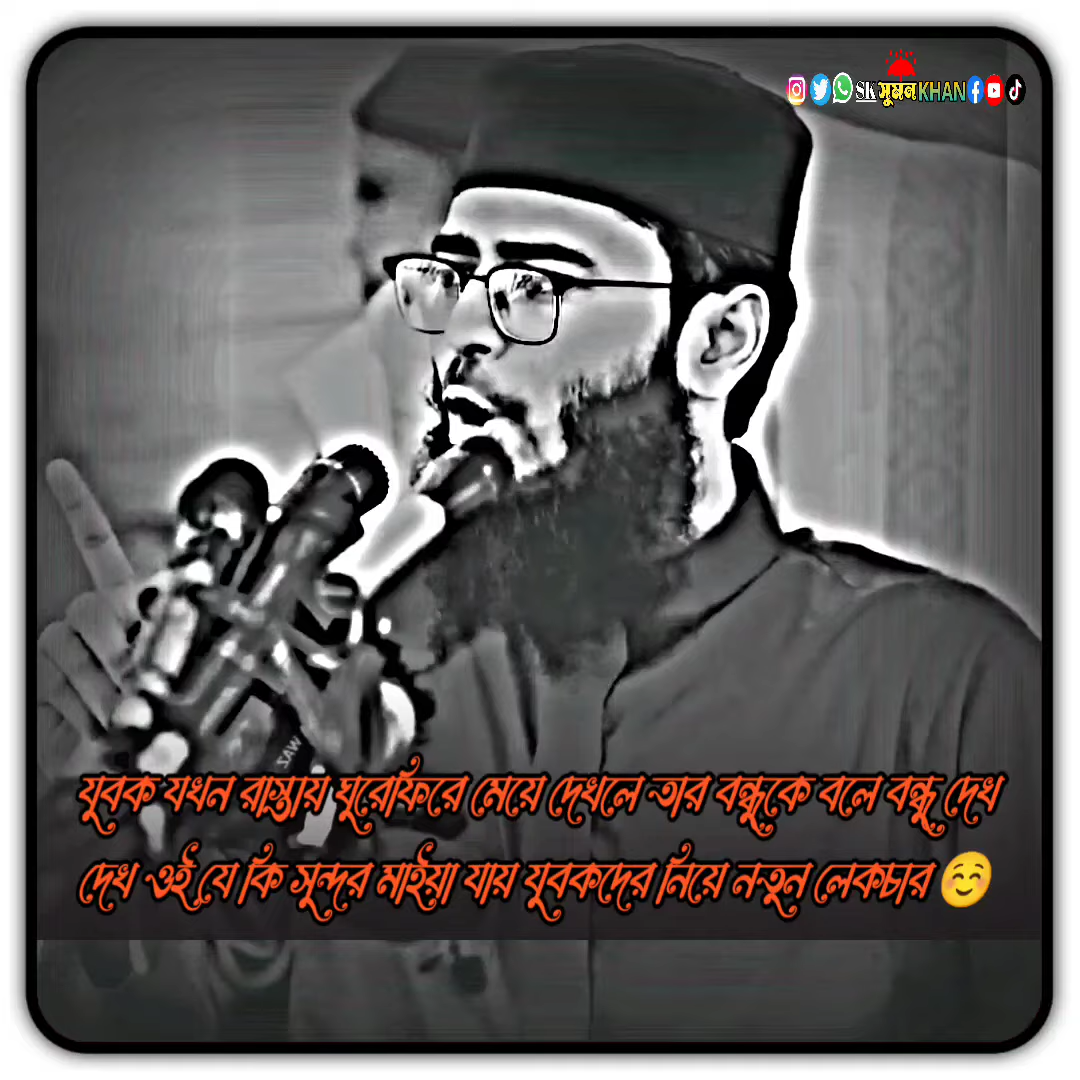 SKসুমনKHAN
যুবক যখন রাস্তায় ঘুরেফিরে মেয়ে দেখলে তার বন্ধুকে বলে বন্ধু দেখ
দেখ ওই যে কি সুন্দর মাইয়া যায় যুবকদের নিয়ে নতুন লেকচার ☺️